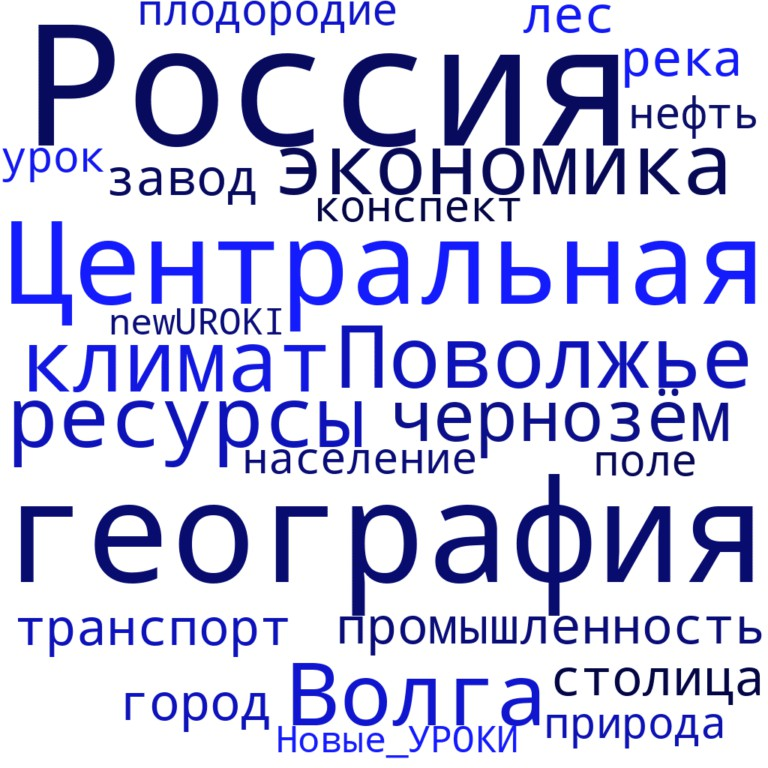 плодородие лес
Россия река
нефть
урок завод экономика
конспект
Центральная
newUROKI
климат Поволжье
ресурсы чернозём
население поле
география
транспорт промышленность
город Волга столица
Новые_УРОКИ природа